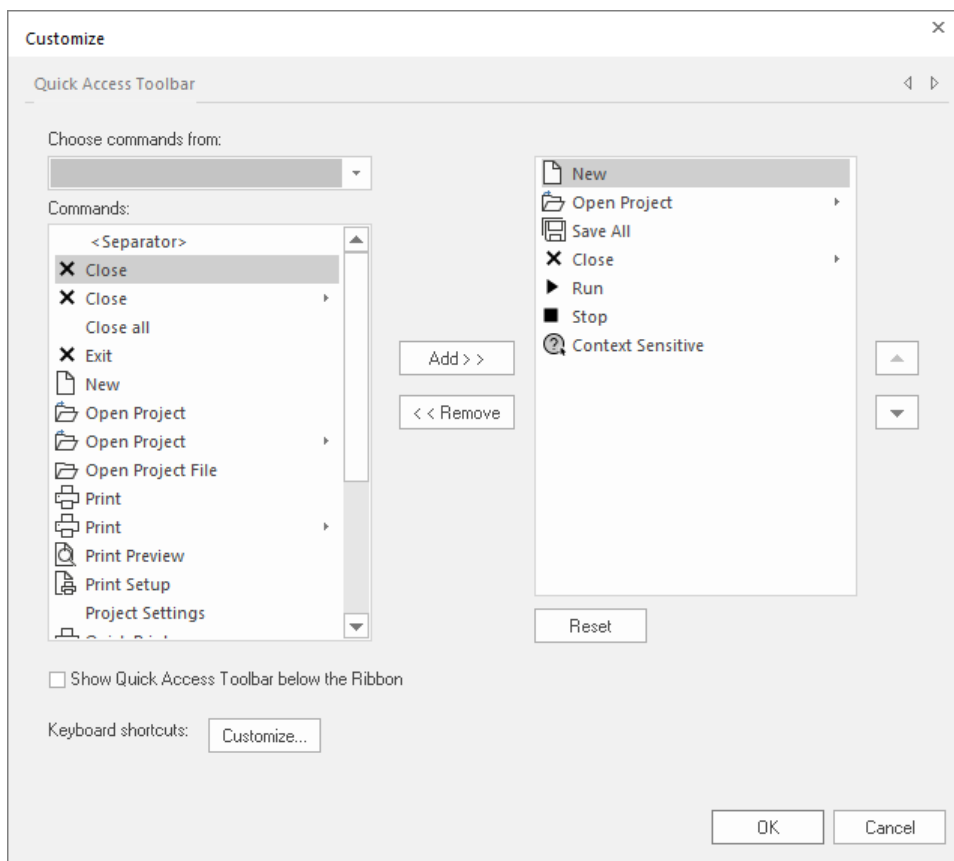 Customize
Quick Access Toolbar
Choose commands from:
Commands:
<Separator>
Close
Close
Close all
Exit
New
Open Project
Open Project
Open Project File
Print
Print
Print Preview
Print Setup
Project Settings
Add > >
< < Remove
New
Open Project
Save All
Close
Run
Stop
Context Sensitive
Reset
Show Quick Access Toolbar below the Ribbon
Keyboard shortcuts:
Customize...
OK
Cancel